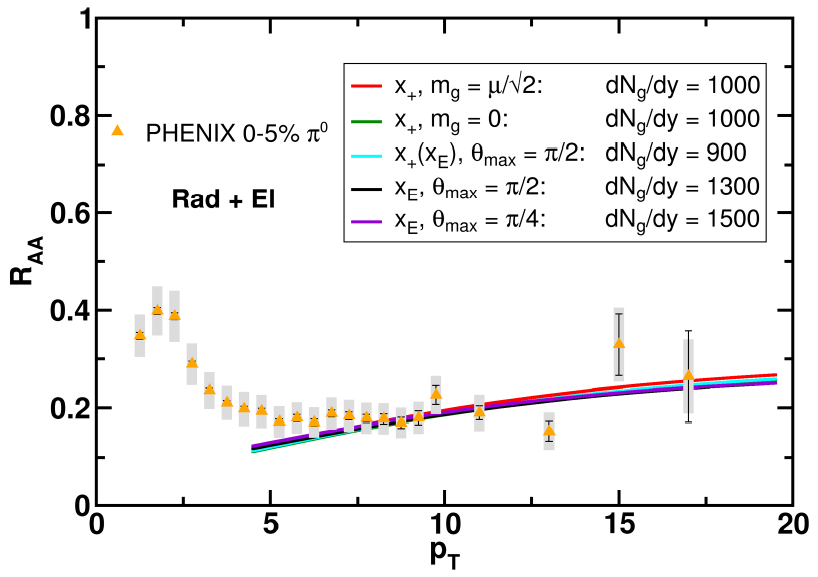 1
0.8
0.6
0.4
0.2
0
R_AA
PHENIX 0-5% π⁰
Rad + El
x₊, m_g = μ/√2: dN_g/dy = 1000
x₊, m_g = 0: dN_g/dy = 1000
x₊(x_E), θ_max = π/2: dN_g/dy = 900
x_E, θ_max = π/2: dN_g/dy = 1300
x_E, θ_max = π/4: dN_g/dy = 1500
0 5 10 15 20
p_T